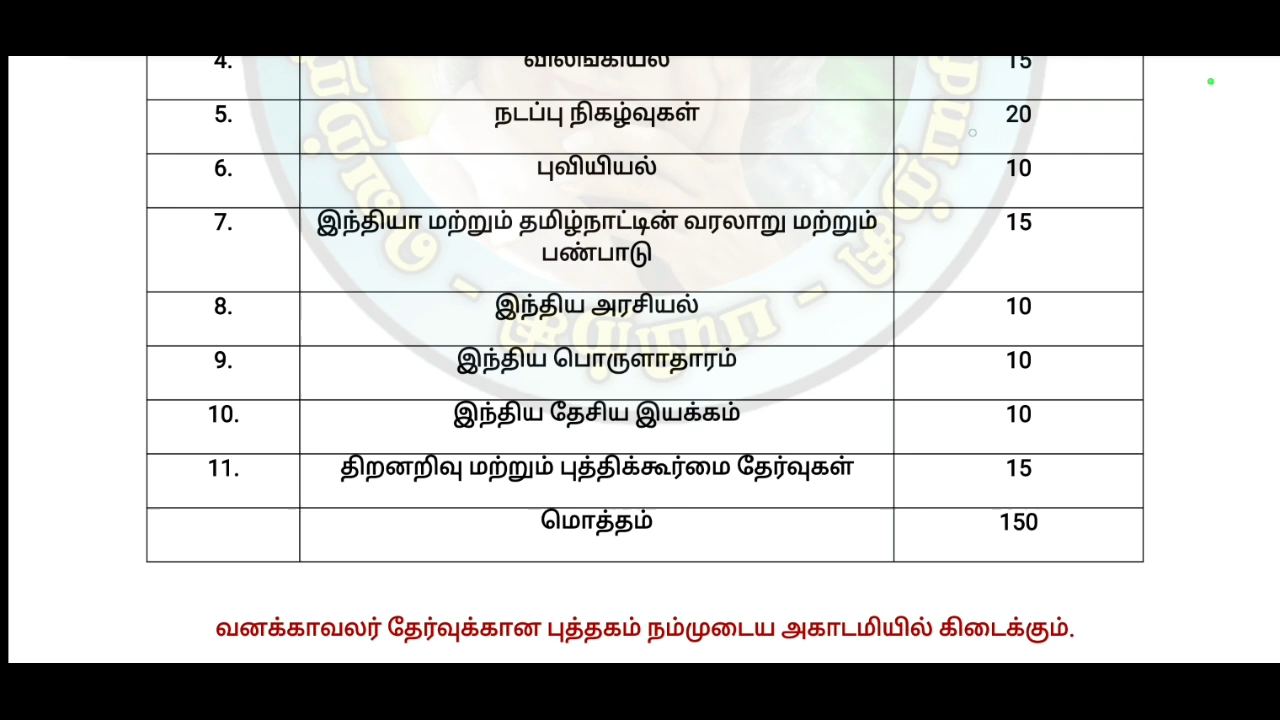 4. விலங்கியல் 15
5. நடப்பு நிகழ்வுகள் 20
6. புவியியல் 10
7. இந்தியா மற்றும் தமிழ்நாட்டின் வரலாறு மற்றும் 15
பண்பாடு
8. இந்திய அரசியல் 10
9. இந்திய பொருளாதாரம் 10
10. இந்திய தேசிய இயக்கம் 10
11. திறனறிவு மற்றும் புத்திக்கூர்மை தேர்வுகள் 15
மொத்தம் 150
வனக்காவலர் தேர்வுக்கான புத்தகம் நம்முடைய அகாடமியில் கிடைக்கும்.